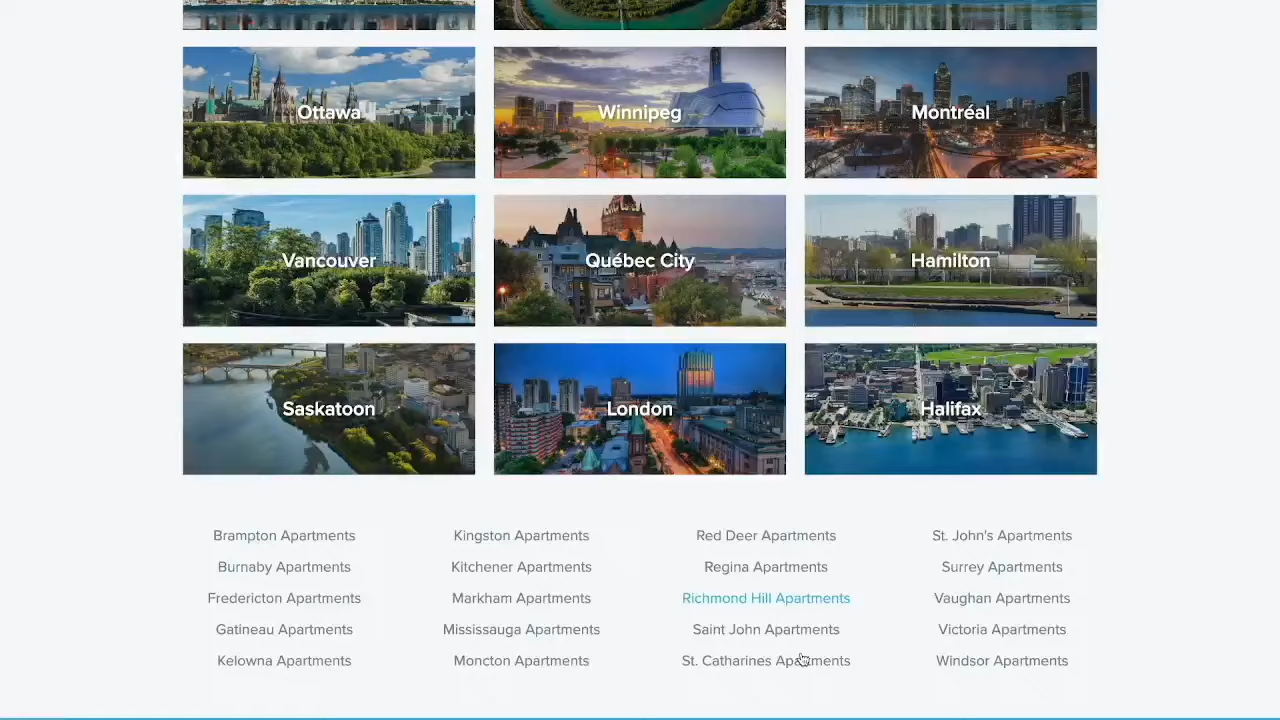 Ottawa
Winnipeg
Montréal
Vancouver
Québec City
Hamilton
Saskatoon
London
Halifax
Brampton Apartments
Kingston Apartments
Red Deer Apartments
St. John's Apartments
Burnaby Apartments
Kitchener Apartments
Regina Apartments
Surrey Apartments
Fredericton Apartments
Markham Apartments
Richmond Hill Apartments
Vaughan Apartments
Gatineau Apartments
Mississauga Apartments
Saint John Apartments
Victoria Apartments
Kelowna Apartments
Moncton Apartments
St. Catharines Apartments
Windsor Apartments